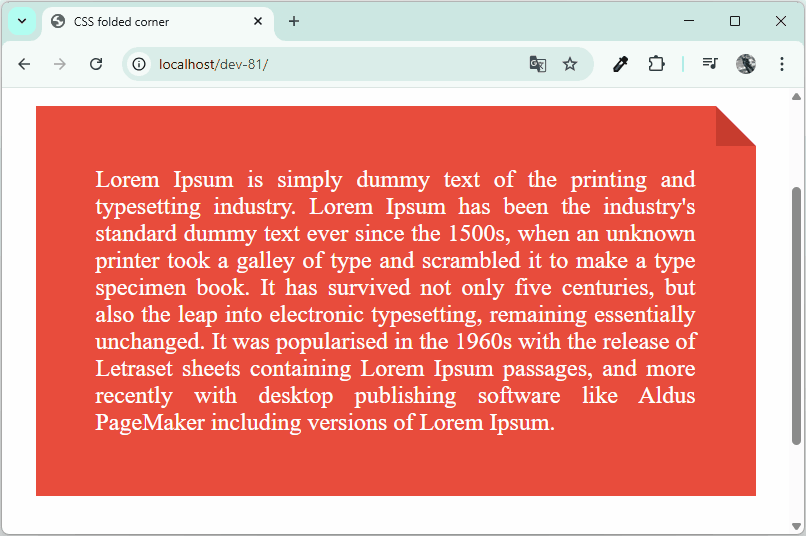 CSS folded corner
localhost/dev-81/
Lorem Ipsum is simply dummy text of the printing and
typesetting industry. Lorem Ipsum has been the industry's
standard dummy text ever since the 1500s, when an unknown
printer took a galley of type and scrambled it to make a type
specimen book. It has survived not only five centuries, but
also the leap into electronic typesetting, remaining essentially
unchanged. It was popularised in the 1960s with the release of
Letraset sheets containing Lorem Ipsum passages, and more
recently with desktop publishing software like Aldus
PageMaker including versions of Lorem Ipsum.